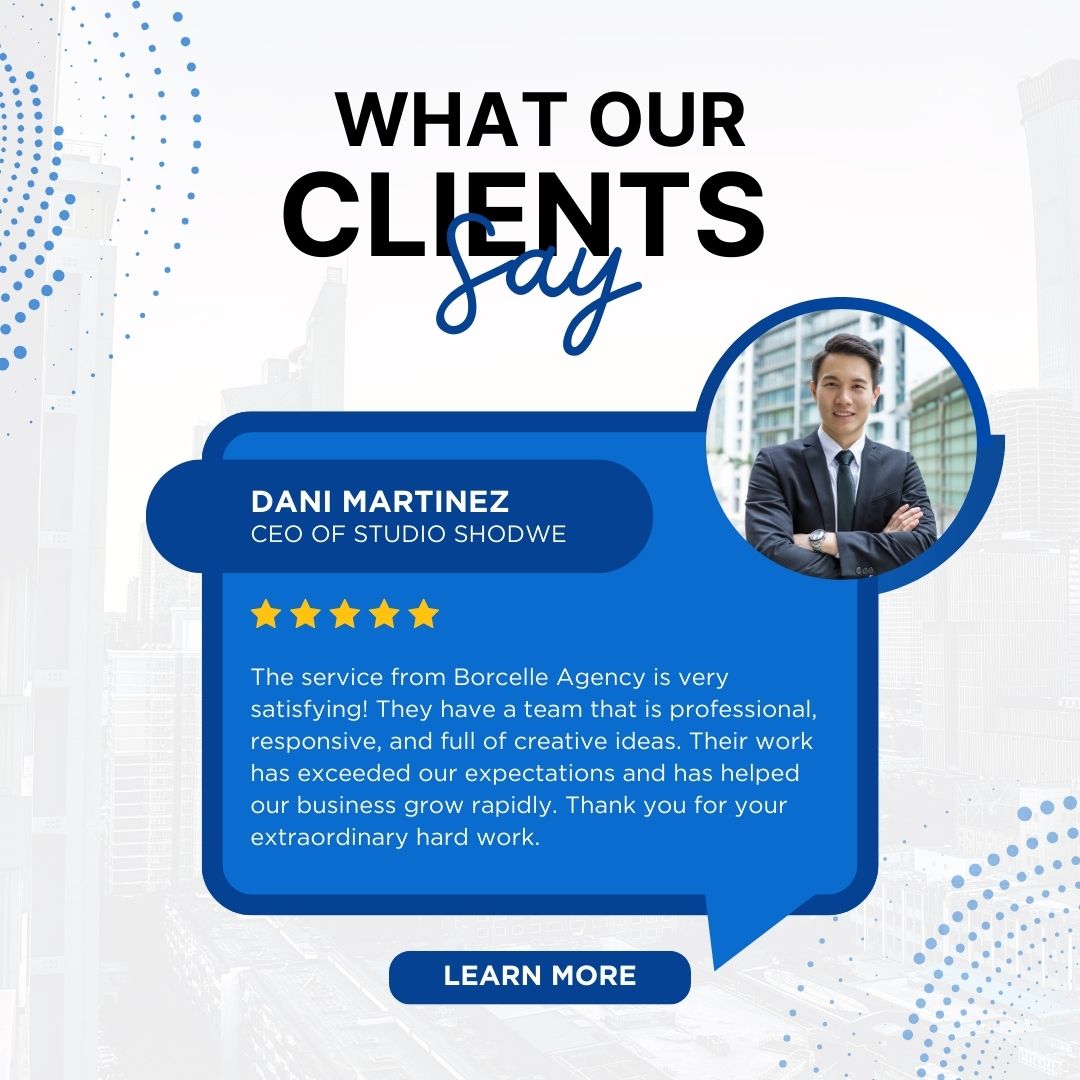 WHAT OUR
CLIENTS
Say
DANI MARTINEZ
CEO OF STUDIO SHODWE
The service from Borcelle Agency is very
satisfying! They have a team that is professional,
responsive, and full of creative ideas. Their work
has exceeded our expectations and has helped
our business grow rapidly. Thank you for your
extraordinary hard work.
LEARN MORE